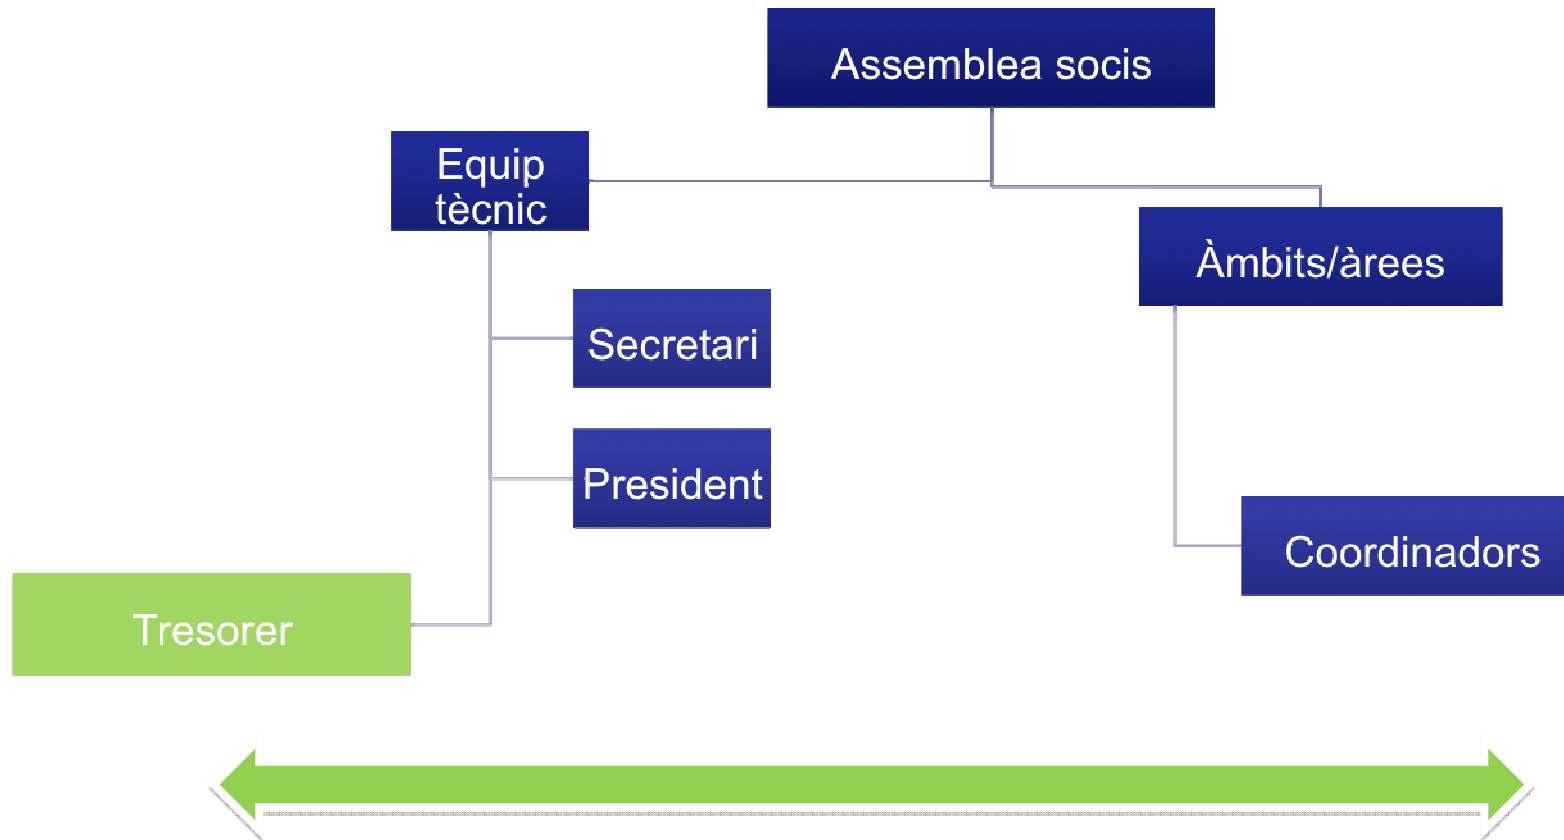 Assemblea socis
Equip
tècnic
Àmbits/àrees
Secretari
President
Coordinadors
Tresorer